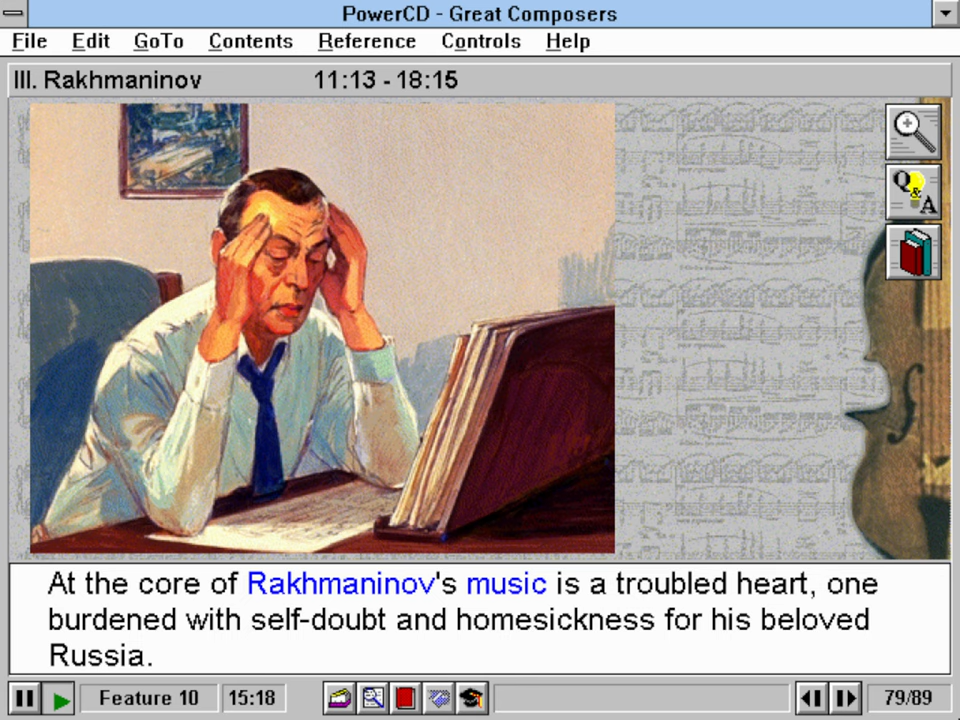 PowerCD - Great Composers
File Edit GoTo Contents Reference Controls Help
III. Rakhmaninov 11:13 - 18:15
Q & A
At the core of Rakhmaninov's music is a troubled heart, one
burdened with self-doubt and homesickness for his beloved
Russia.
Feature 10 15:18 79/89